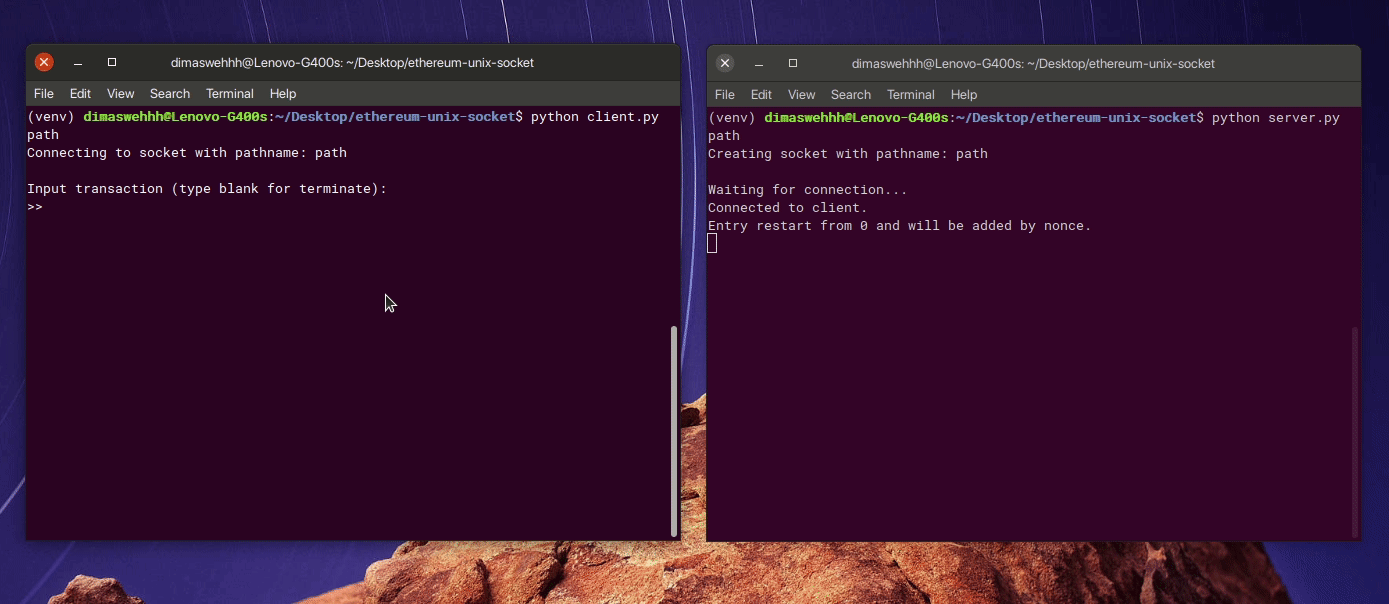 dimaswehhh@Lenovo-G400s: ~/Desktop/ethereum-unix-socket
File Edit View Search Terminal Help
(venv) dimaswehhh@Lenovo-G400s:~/Desktop/ethereum-unix-socket$ python client.py
path
Connecting to socket with pathname: path
Input transaction (type blank for terminate):
>>
dimaswehhh@Lenovo-G400s: ~/Desktop/ethereum-unix-socket
File Edit View Search Terminal Help
(venv) dimaswehhh@Lenovo-G400s:~/Desktop/ethereum-unix-socket$ python server.py
path
Creating socket with pathname: path
Waiting for connection...
Connected to client.
Entry restart from 0 and will be added by nonce.